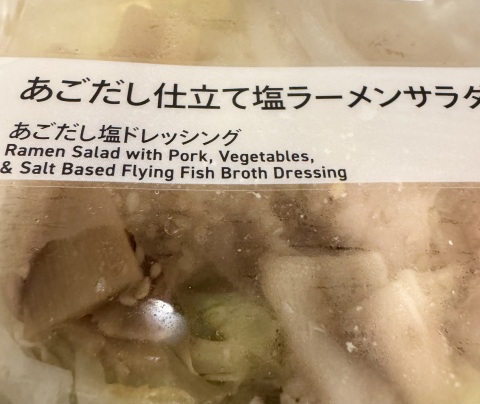 あごだし仕立て塩ラーメンサラダ
あごだし塩ドレッシング
Ramen Salad with Pork, Vegetables,
& Salt Based Flying Fish Broth Dressing